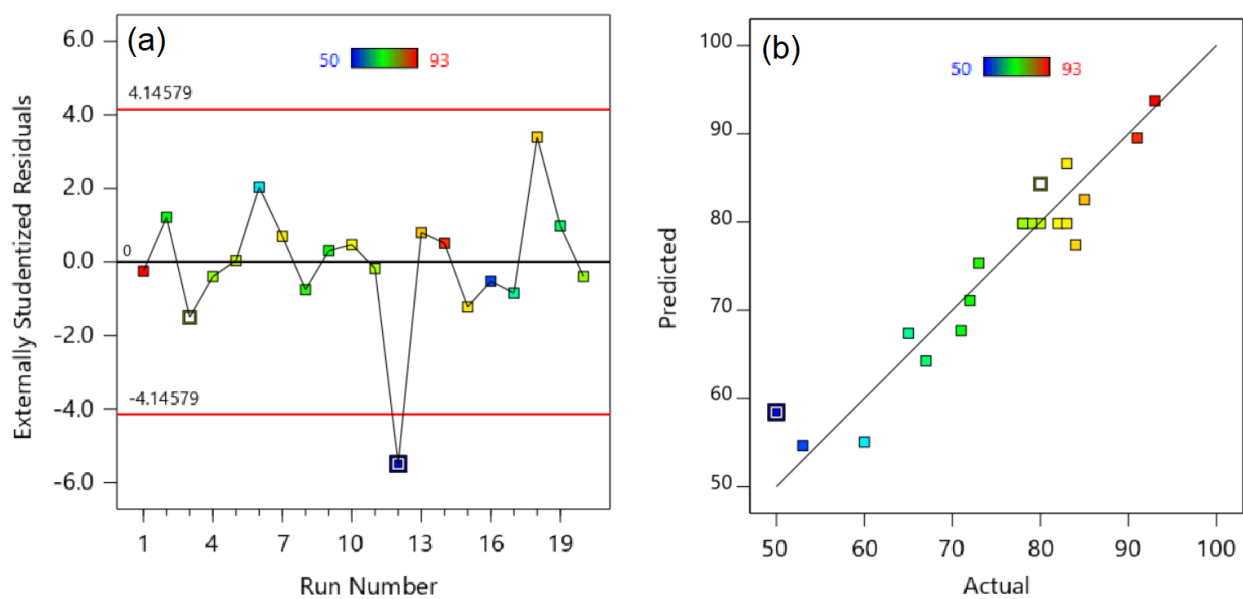 (a)
50 93
6.0
4.14579
4.0
2.0
0
0.0
-2.0
-4.14579
-4.0
-6.0
Externally Studentized Residuals
1 4 7 10 13 16 19
Run Number
(b)
50 93
100
90
80
70
60
50
Predicted
50 60 70 80 90 100
Actual